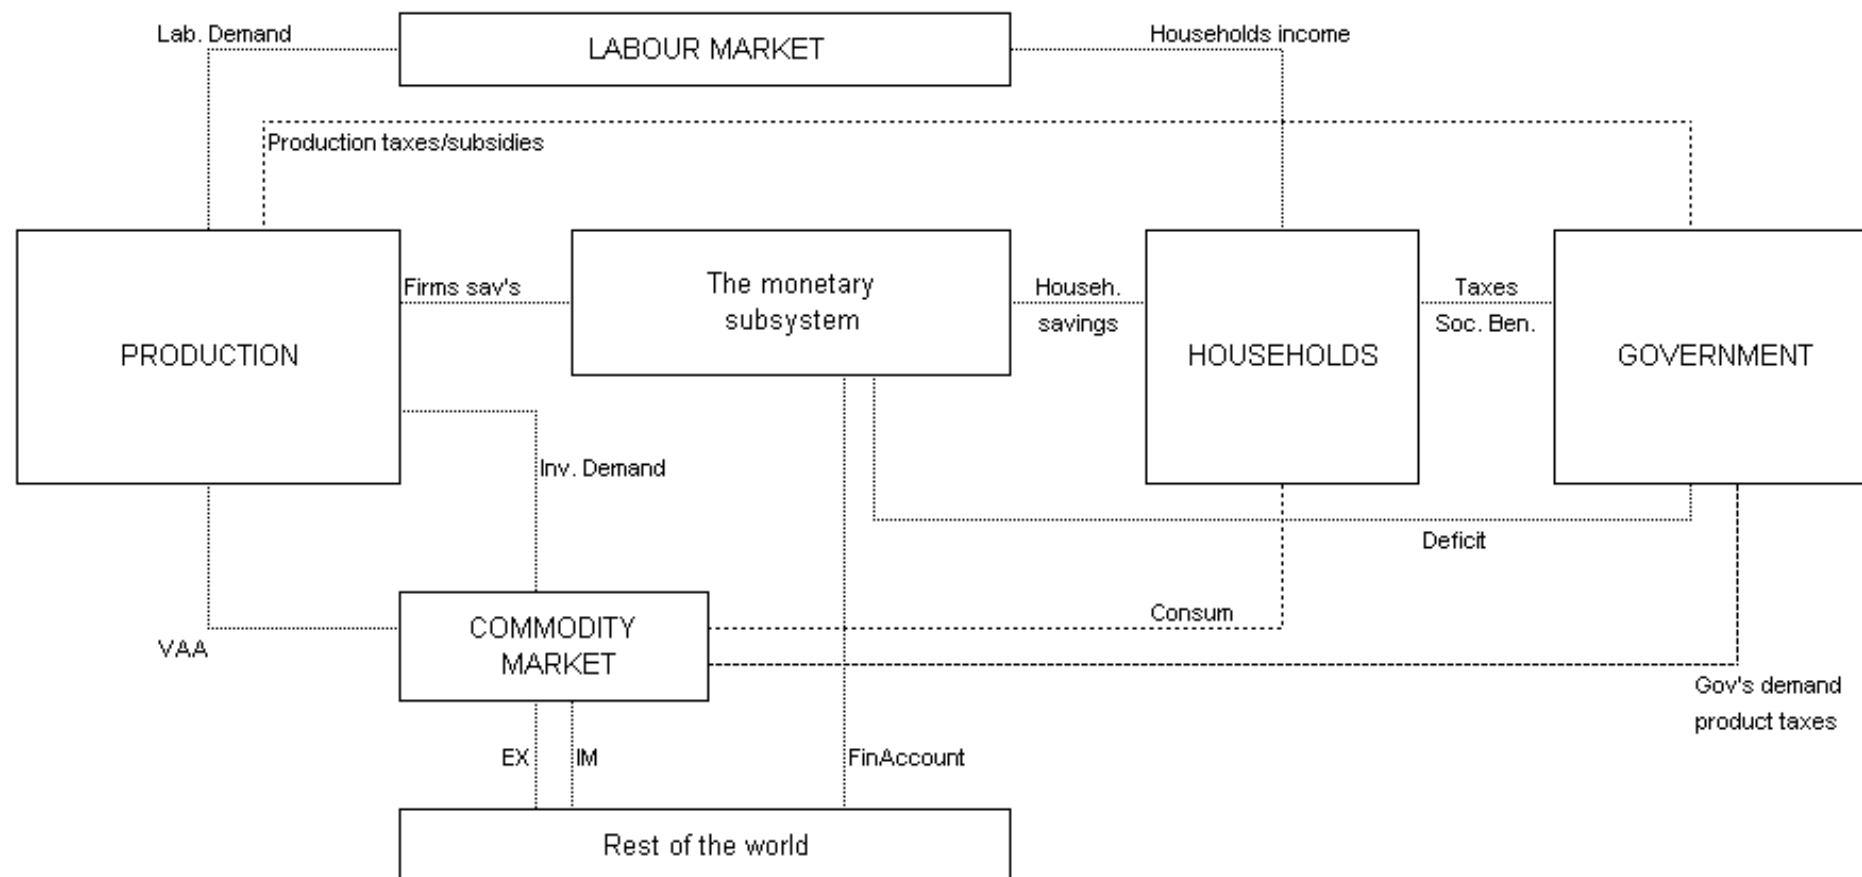 Lab. Demand
LABOUR MARKET
Households income
Production taxes/subsidies
Firms sav's
The monetary
subsystem
Househ.
savings
Taxes
Soc. Ben.
PRODUCTION
HOUSEHOLDS
GOVERNMENT
Inv. Demand
Deficit
Consum
COMMODITY
MARKET
VAA
Gov's demand
product taxes
EX
IM
FinAccount
Rest of the world